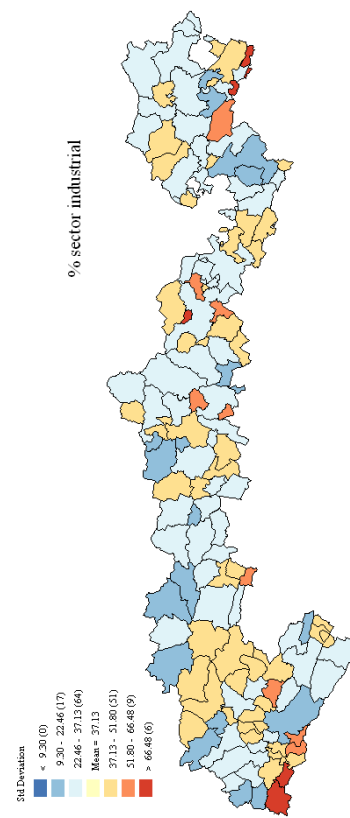 % sector industrial
Std Deviation
< 9.30 (0)
9.30 - 22.46 (17)
22.46 - 37.13 (64)
Mean = 37.13
37.13 - 51.80 (51)
51.80 - 66.48 (9)
> 66.48 (6)